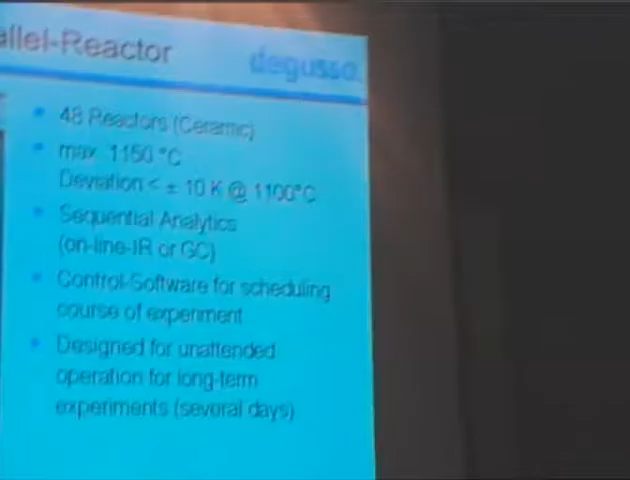 allel-Reactor
degussa.
48 Reactors (Ceramic)
max. 1150 °C
Deviation < ± 10 K @ 1100°C
Sequential Analytics
(on-line-IR or GC)
Control-Software for scheduling
course of experiment
Designed for unattended
operation for long-term
experiments (several days)